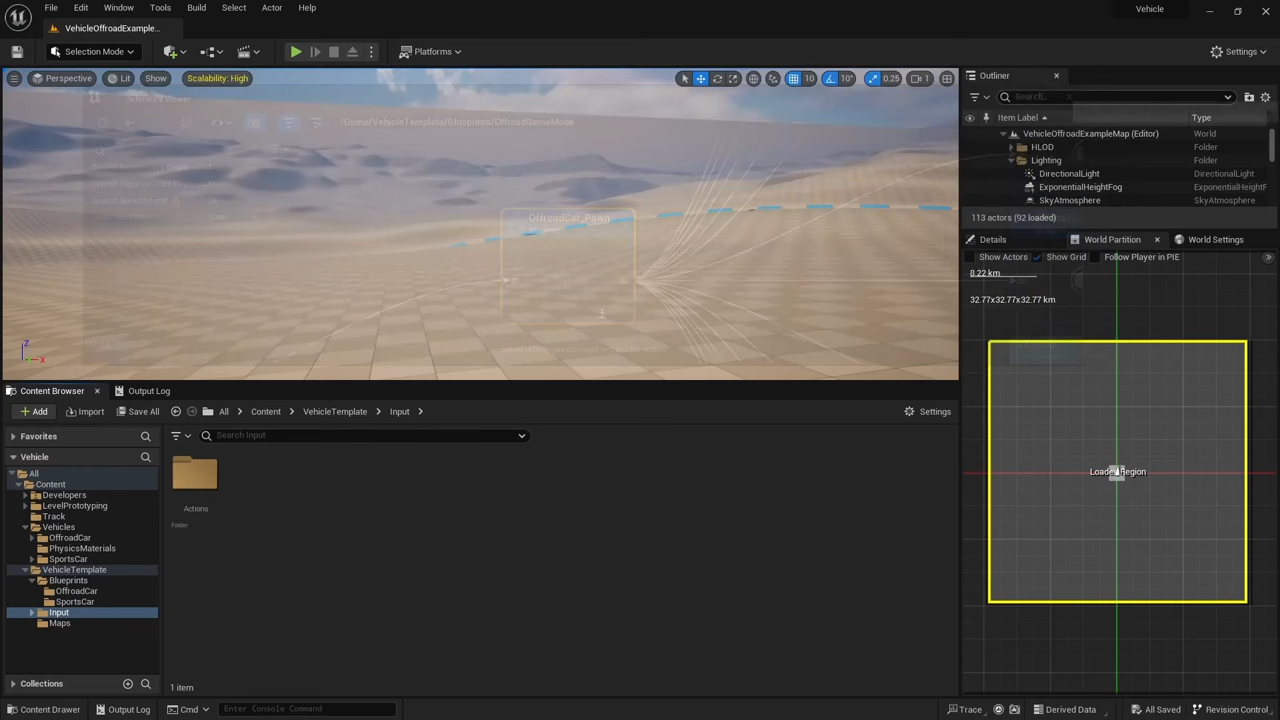 File Edit Window Tools Build Select Actor Help
Vehicle
VehicleOffroadExample...
Selection Mode
Platforms
Settings
Perspective Lit Show Scalability: High
10 10° 0.25 1
/Game/VehicleTemplate/Blueprints/OffroadGameMode
OffroadCar_Pawn
Outliner
Search...
Item Label Type
VehicleOffroadExampleMap (Editor) World
HLOD Folder
Lighting Folder
DirectionalLight DirectionalLight
ExponentialHeightFog ExponentialHeightF
SkyAtmosphere SkyAtmosphere
113 actors (92 loaded)
Details World Partition World Settings
Show Actors Show Grid Follow Player in PIE
8.22 km
32.77x32.77x32.77 km
Content Browser Output Log
Add Import Save All All Content VehicleTemplate Input Settings
Favorites
Search Input
Vehicle
All
Content
Developers
LevelPrototyping
Track
Vehicles
OffroadCar
PhysicsMaterials
SportsCar
VehicleTemplate
Blueprints
OffroadCar
SportsCar
Input
Maps
Actions
Folder
Collections
1 item
Content Drawer Output Log Cmd Enter Console Command
Trace Derived Data All Saved Revision Control